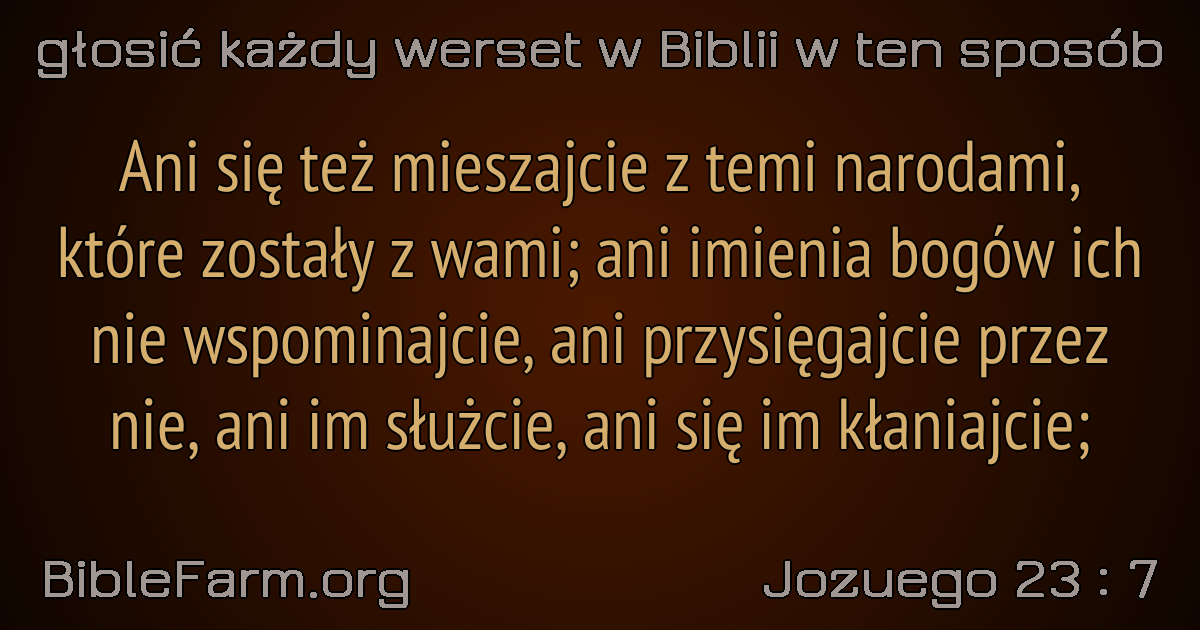 głosić każdy werset w Biblii w ten sposób
Ani się też mieszajcie z temi narodami,
które zostały z wami; ani imienia bogów ich
nie wspominajcie, ani przysięgajcie przez
nie, ani im służcie, ani się im kłaniajcie;
BibleFarm.org
Jozuego 23 : 7